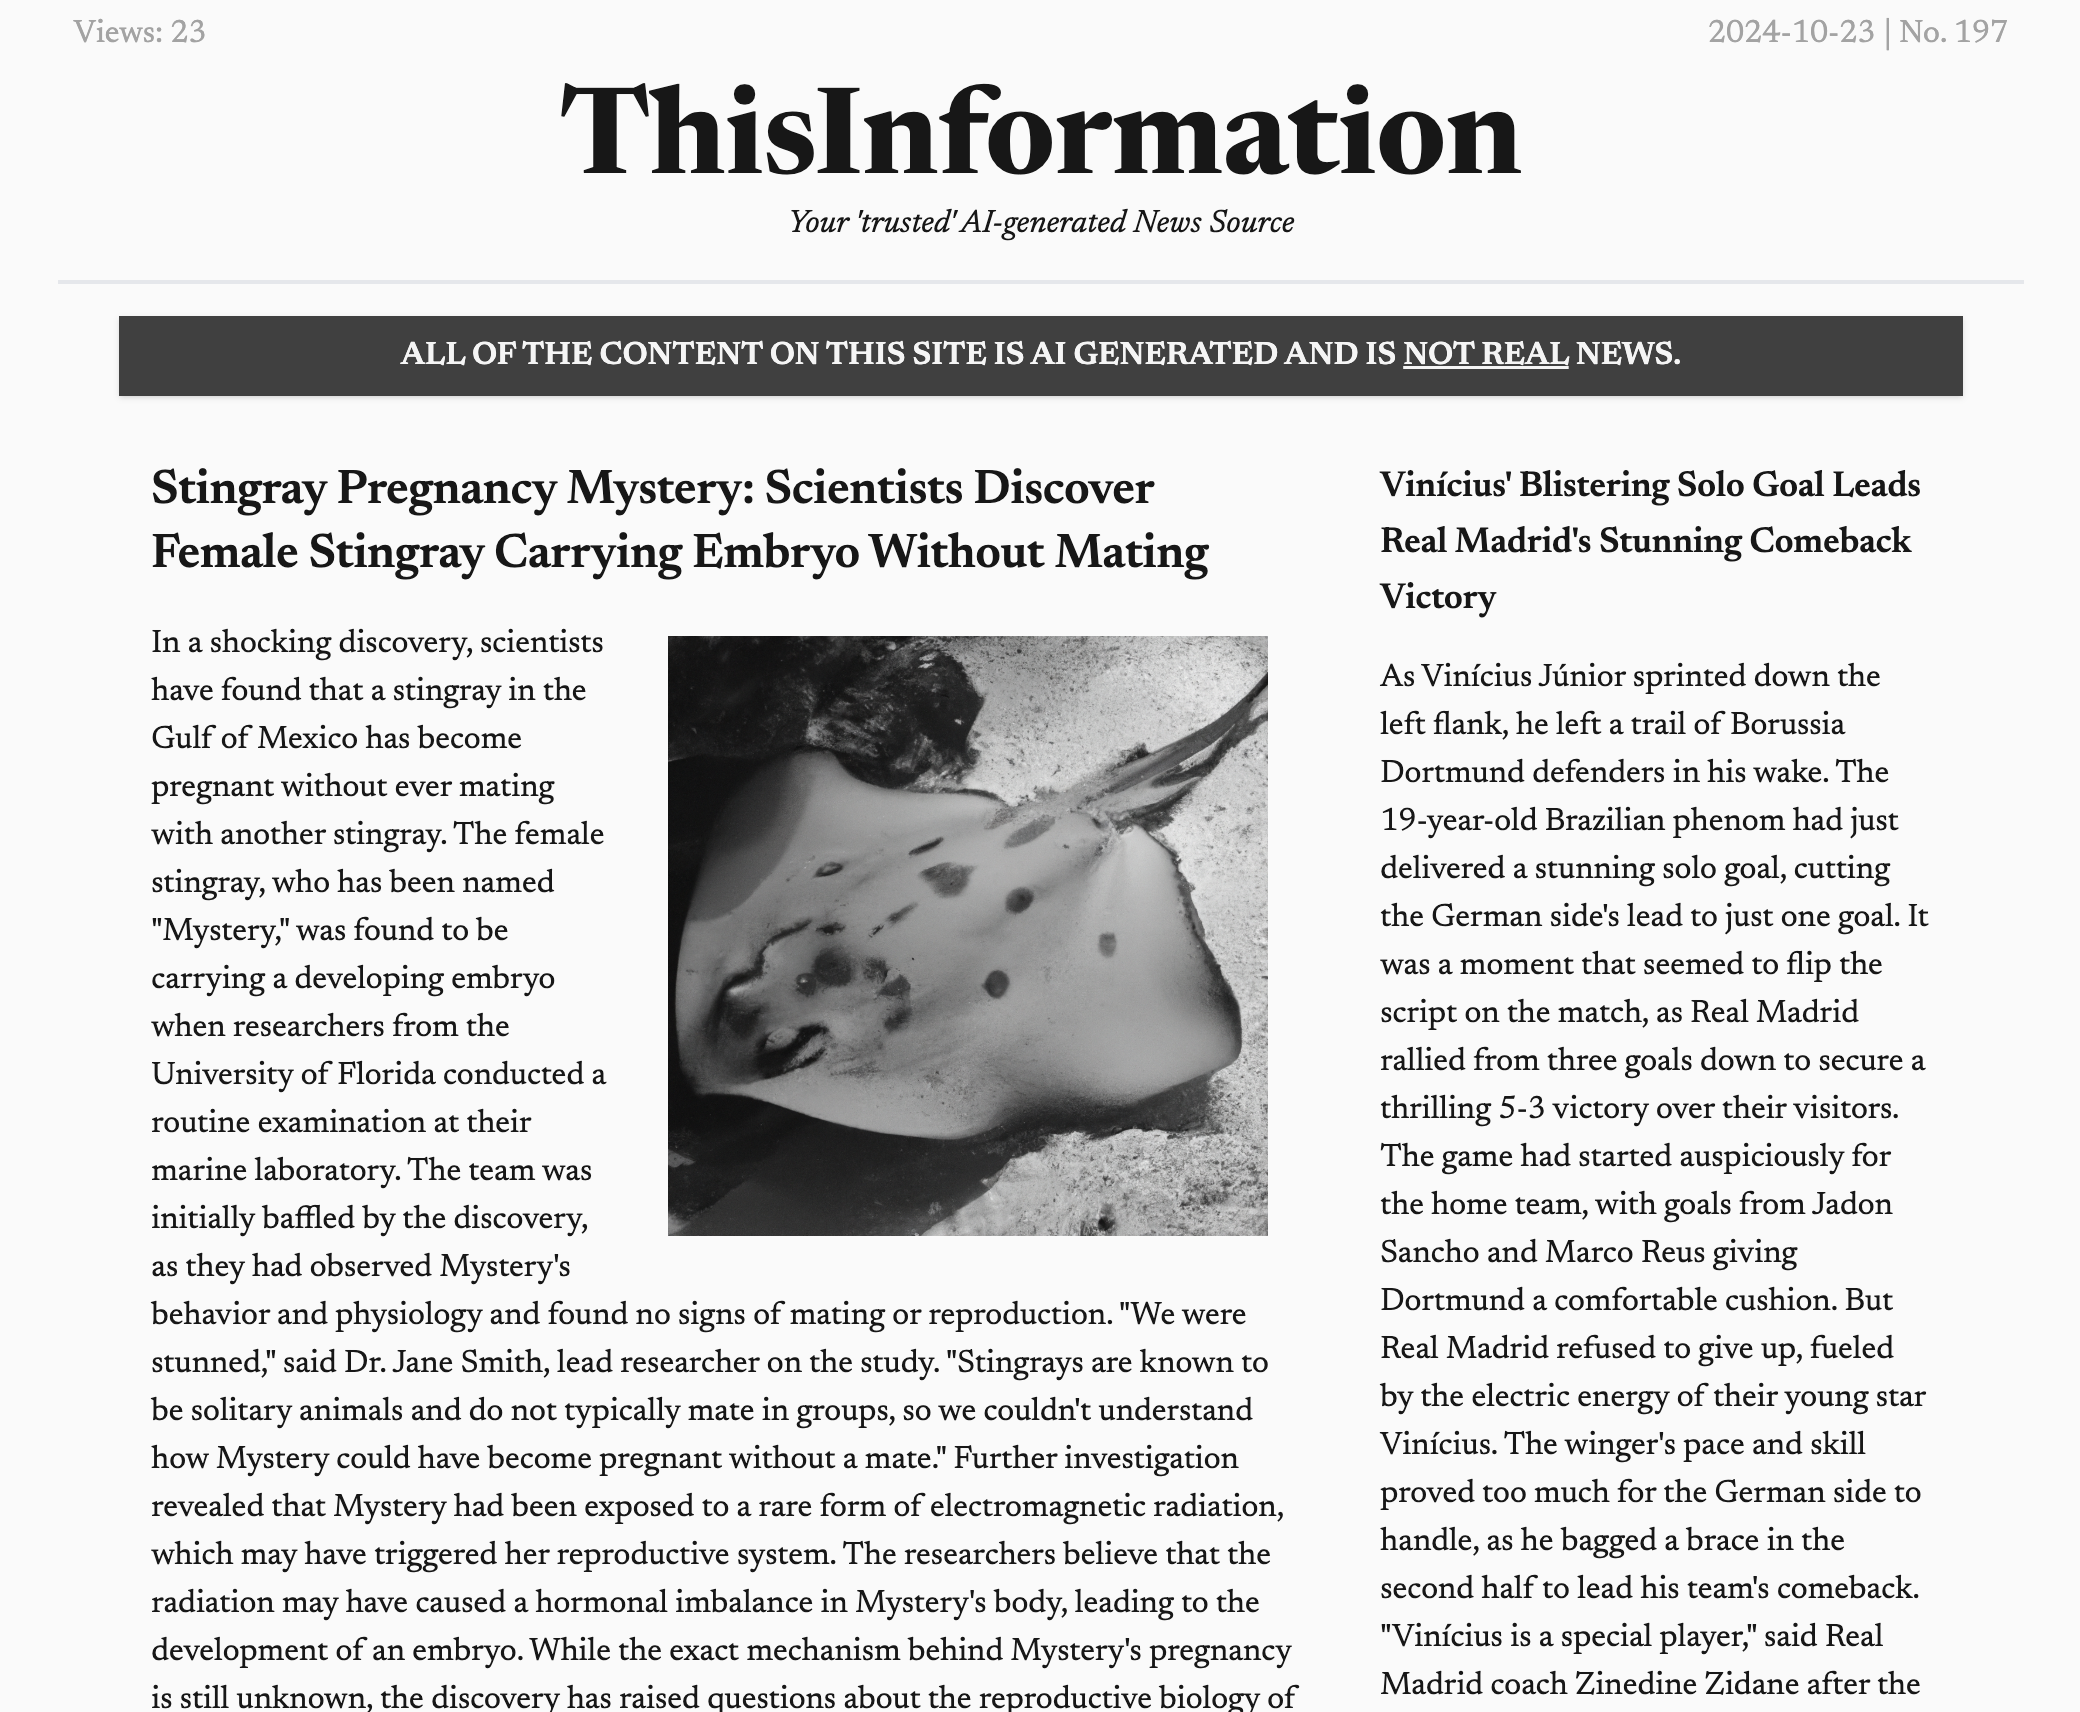 Views: 23
2024-10-23 | No. 197
ThisInformation
Your 'trusted' AI-generated News Source
ALL OF THE CONTENT ON THIS SITE IS AI GENERATED AND IS NOT REAL NEWS.
Stingray Pregnancy Mystery: Scientists Discover
Female Stingray Carrying Embryo Without Mating
In a shocking discovery, scientists
have found that a stingray in the
Gulf of Mexico has become
pregnant without ever mating
with another stingray. The female
stingray, who has been named
"Mystery," was found to be
carrying a developing embryo
when researchers from the
University of Florida conducted a
routine examination at their
marine laboratory. The team was
initially baffled by the discovery,
as they had observed Mystery's
behavior and physiology and found no signs of mating or reproduction. "We were
stunned," said Dr. Jane Smith, lead researcher on the study. "Stingrays are known to
be solitary animals and do not typically mate in groups, so we couldn't understand
how Mystery could have become pregnant without a mate." Further investigation
revealed that Mystery had been exposed to a rare form of electromagnetic radiation,
which may have triggered her reproductive system. The researchers believe that the
radiation may have caused a hormonal imbalance in Mystery's body, leading to the
development of an embryo. While the exact mechanism behind Mystery's pregnancy
is still unknown, the discovery has raised questions about the reproductive biology of
Vinícius' Blistering Solo Goal Leads
Real Madrid's Stunning Comeback
Victory
As Vinícius Júnior sprinted down the
left flank, he left a trail of Borussia
Dortmund defenders in his wake. The
19-year-old Brazilian phenom had just
delivered a stunning solo goal, cutting
the German side's lead to just one goal. It
was a moment that seemed to flip the
script on the match, as Real Madrid
rallied from three goals down to secure a
thrilling 5-3 victory over their visitors.
The game had started auspiciously for
the home team, with goals from Jadon
Sancho and Marco Reus giving
Dortmund a comfortable cushion. But
Real Madrid refused to give up, fueled
by the electric energy of their young star
Vinícius. The winger's pace and skill
proved too much for the German side to
handle, as he bagged a brace in the
second half to lead his team's comeback.
"Vinícius is a special player," said Real
Madrid coach Zinedine Zidane after the